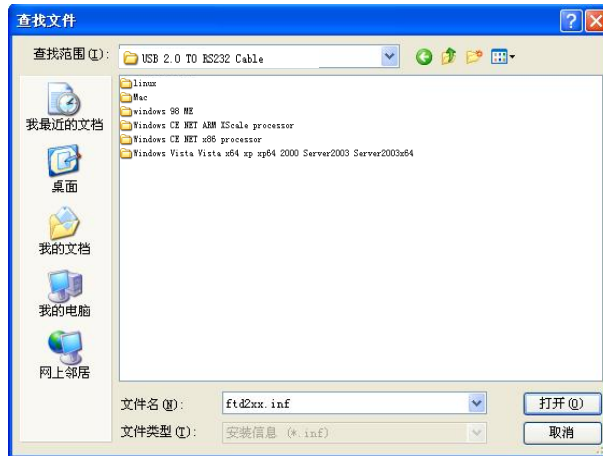 查找文件
查找范围(I):
USB 2.0 TO RS232 Cable
linux
Mac
windows 98 ME
Windows CE NET ARM XScale processor
Windows CE NET x86 processor
Windows Vista Vista x64 xp xp64 2000 Server2003 Server2003x64
我最近的文档
桌面
我的文档
我的电脑
网上邻居
文件名(N):
ftd2xx.inf
打开(O)
文件类型(T):
安装信息 (*.inf)
取消